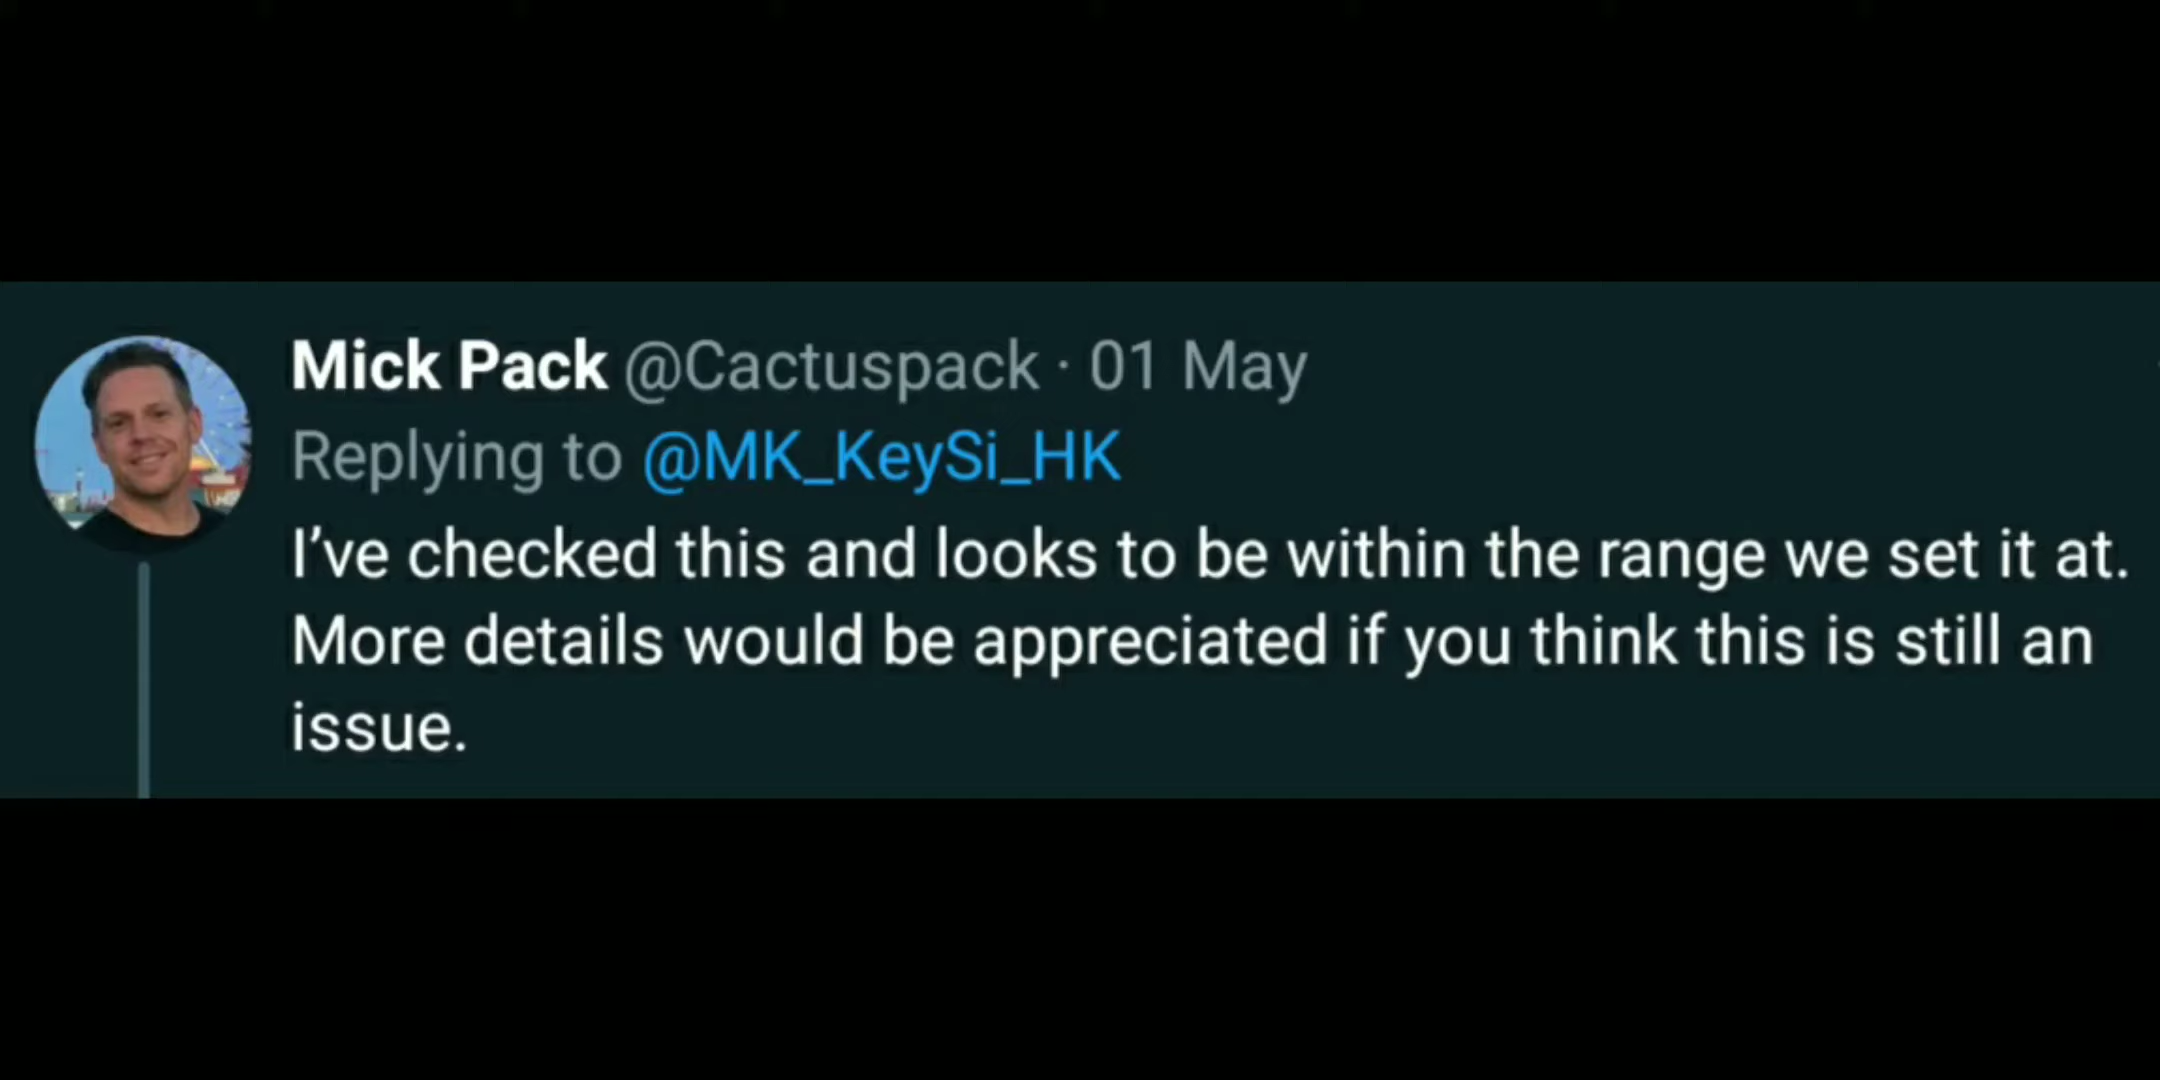 Mick Pack @Cactuspack · 01 May
Replying to @MK_KeySi_HK
I’ve checked this and looks to be within the range we set it at.
More details would be appreciated if you think this is still an
issue.